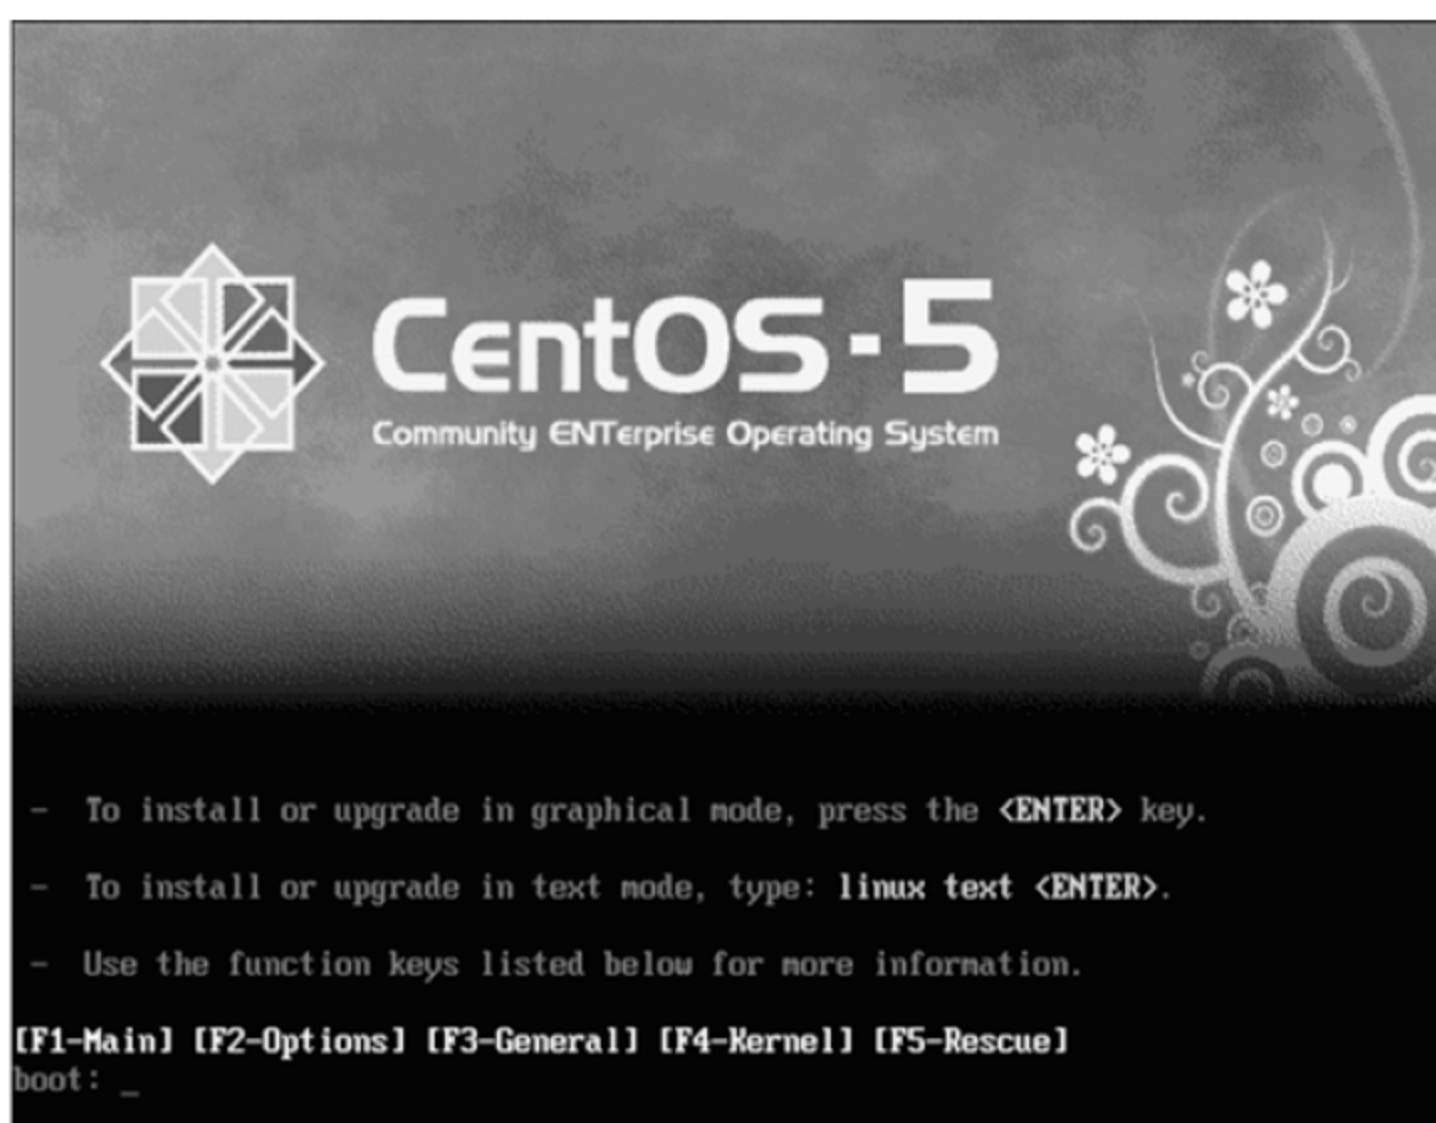 CentOS-5
Community ENTerprise Operating System
- To install or upgrade in graphical mode, press the <ENTER> key.
- To install or upgrade in text mode, type: linux text <ENTER>.
- Use the function keys listed below for more information.
[F1-Main] [F2-Options] [F3-General] [F4-Kernel] [F5-Rescue]
boot: _